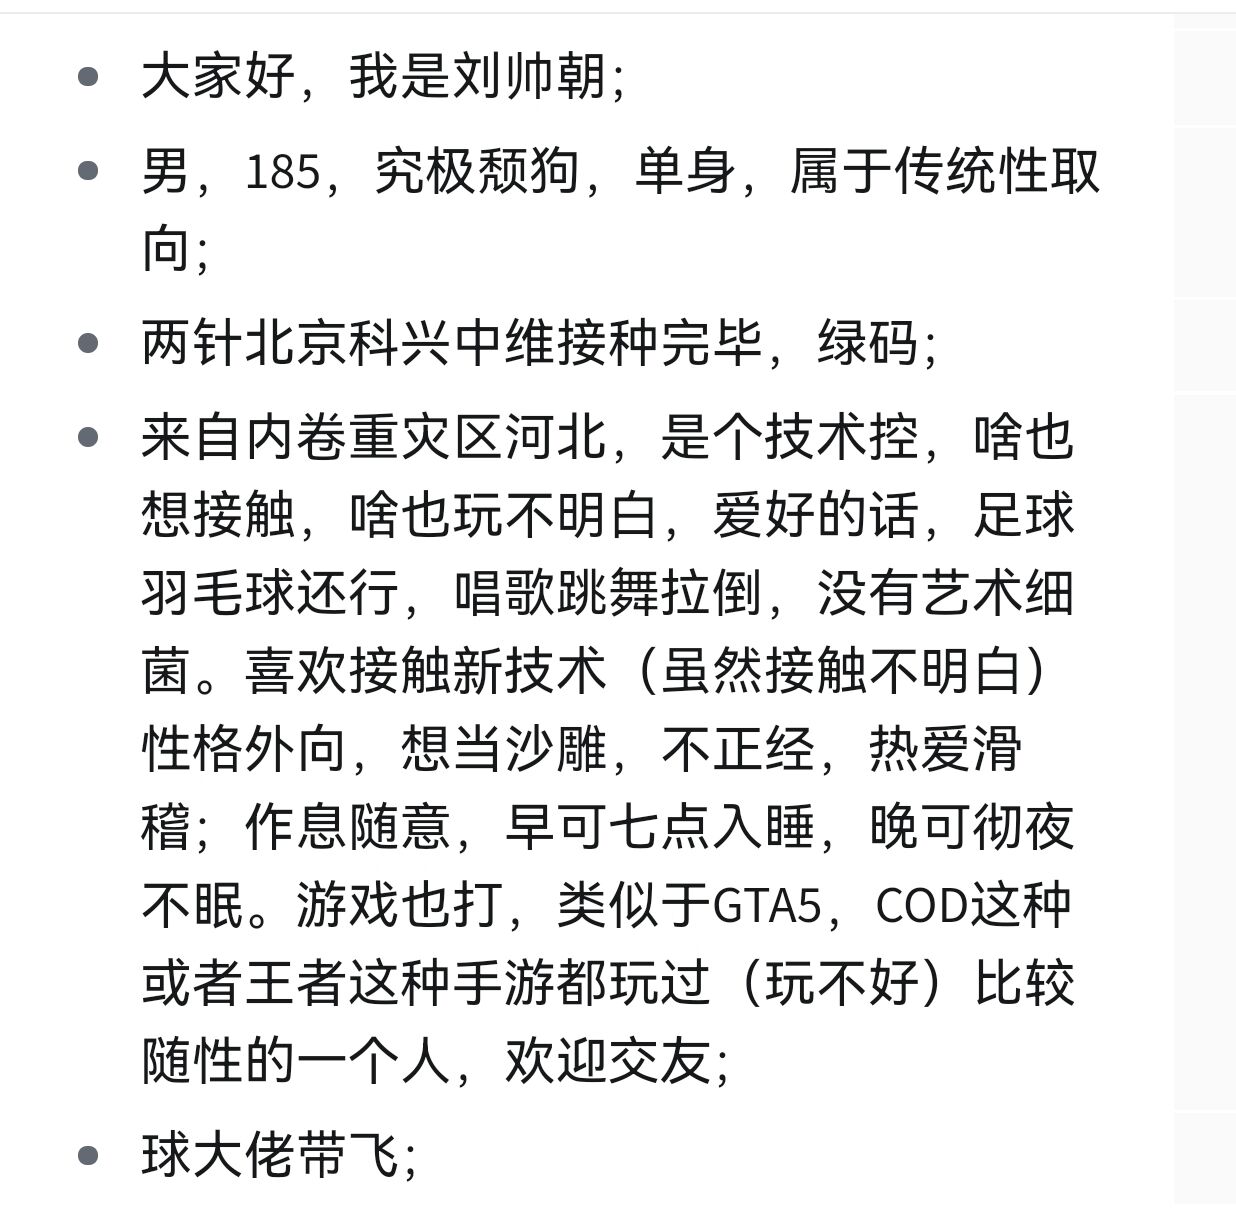 大家好，我是刘帅朝；
男，185，究极颓狗，单身，属于传统性取
向；
两针北京科兴中维接种完毕，绿码；
来自内卷重灾区河北，是个技术控，啥也
想接触，啥也玩不明白，爱好的话，足球
羽毛球还行，唱歌跳舞拉倒，没有艺术细
菌。喜欢接触新技术（虽然接触不明白）
性格外向，想当沙雕，不正经，热爱滑
稽；作息随意，早可七点入睡，晚可彻夜
不眠。游戏也打，类似于GTA5，COD这种
或者王者这种手游都玩过（玩不好）比较
随性的一个人，欢迎交友；
球大佬带飞；